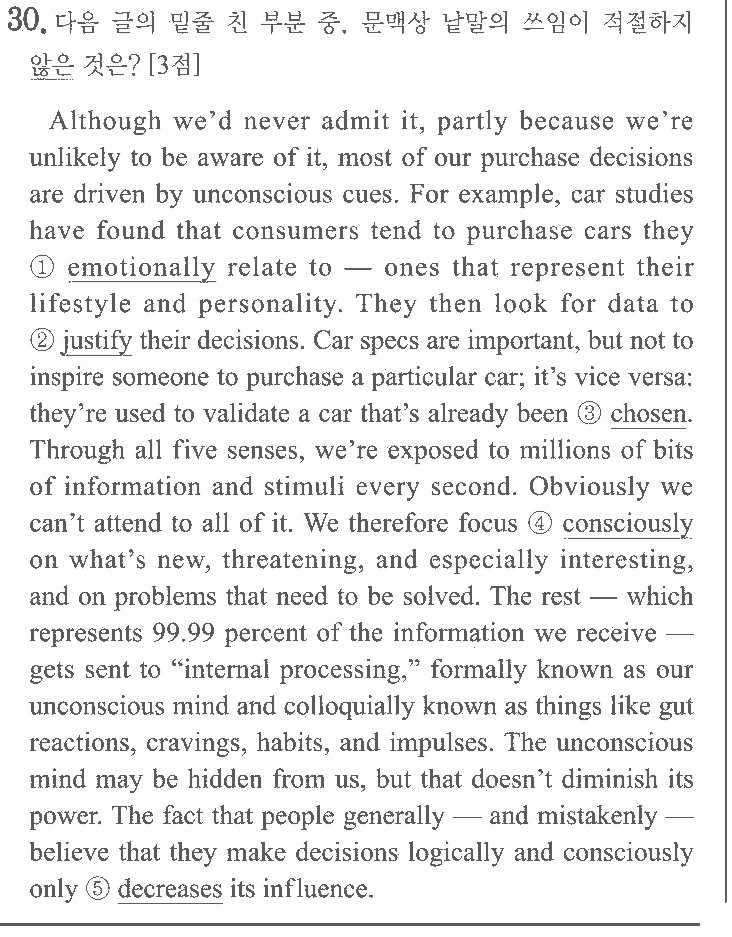 30. 다음 글의 밑줄 친 부분 중, 문맥상 낱말의 쓰임이 적절하지
않은 것은? [3점]
Although we’d never admit it, partly because we’re
unlikely to be aware of it, most of our purchase decisions
are driven by unconscious cues. For example, car studies
have found that consumers tend to purchase cars they
① emotionally relate to — ones that represent their
lifestyle and personality. They then look for data to
② justify their decisions. Car specs are important, but not to
inspire someone to purchase a particular car; it’s vice versa:
they’re used to validate a car that’s already been ③ chosen.
Through all five senses, we’re exposed to millions of bits
of information and stimuli every second. Obviously we
can’t attend to all of it. We therefore focus ④ consciously
on what’s new, threatening, and especially interesting,
and on problems that need to be solved. The rest — which
represents 99.99 percent of the information we receive —
gets sent to “internal processing,” formally known as our
unconscious mind and colloquially known as things like gut
reactions, cravings, habits, and impulses. The unconscious
mind may be hidden from us, but that doesn’t diminish its
power. The fact that people generally — and mistakenly —
believe that they make decisions logically and consciously
only ⑤ decreases its influence.